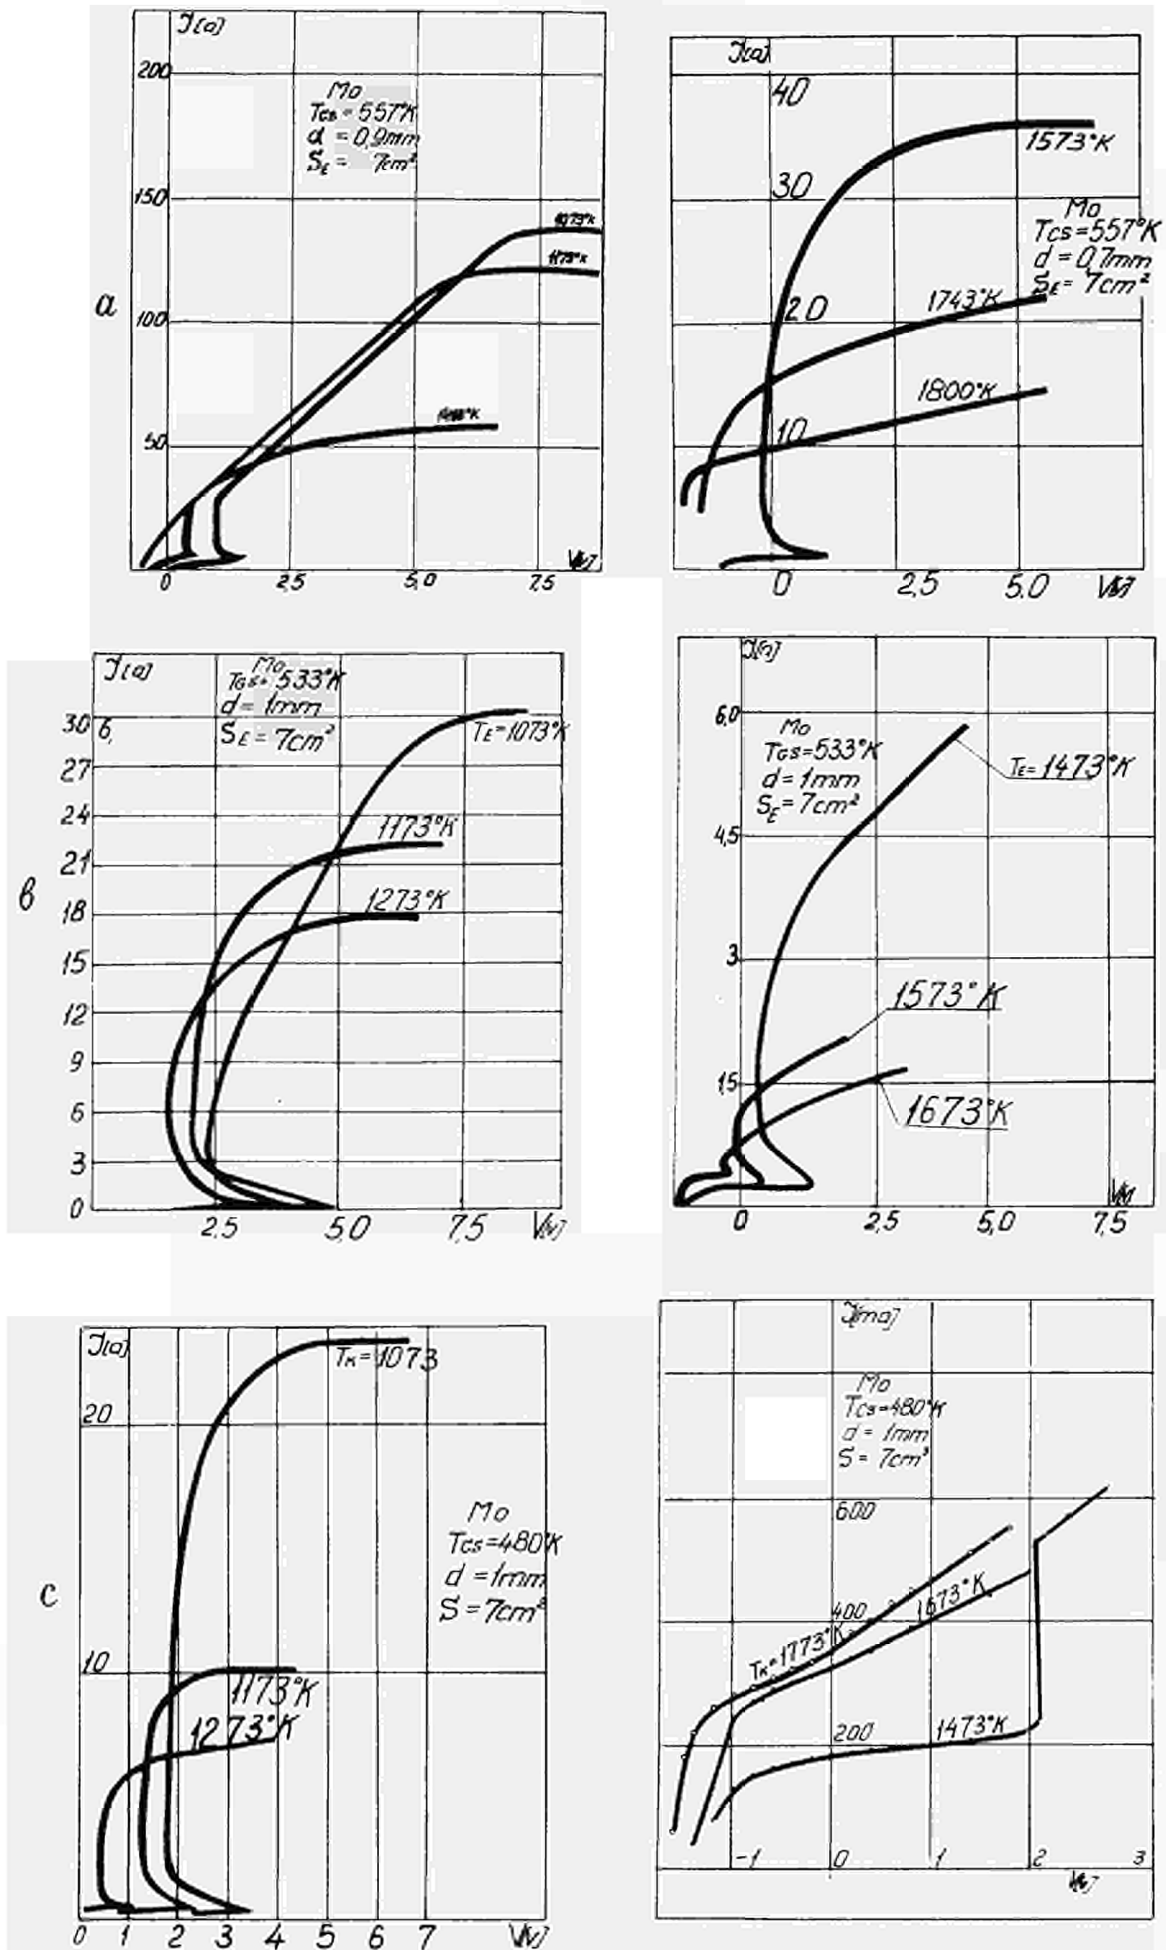 J[a]
200
Mo
Tcs = 557°K
d = 0,9mm
S_E = 7cm²
150
1073°K
1173°K
a
100
50
0 2,5 5,0 7,5 V[v]
J[a]
40
1573°K
30
Mo
Tcs = 557°K
d = 0,7mm
S_E = 7cm²
1743°K
20
1800°K
10
0 2,5 5,0 V[v]
J[a]
Mo
Tcs = 533°K
d = 1mm
S_E = 7cm²
30 6,
T_E = 1073°K
27
24
1173°K
21
в
1273°K
18
15
12
9
6
3
0
2,5 5,0 7,5 V[v]
J[a]
6,0
Mo
Tcs = 533°K
d = 1mm
S_E = 7cm²
T_E = 1473°K
4,5
3
1573°K
1,5
1673°K
0 2,5 5,0 7,5
J[a]
T_K = 1073
20
Mo
Tcs = 480°K
d = 1mm
S = 7cm²
c
10
1173°K
1273°K
0 1 2 3 4 5 6 7 V[v]
J[ma]
Mo
Tcs = 480°K
d = 1mm
S = 7cm²
600
400
1673°K
T_K = 1773°K
200
1473°K
-1 0 1 2 3
V[v]